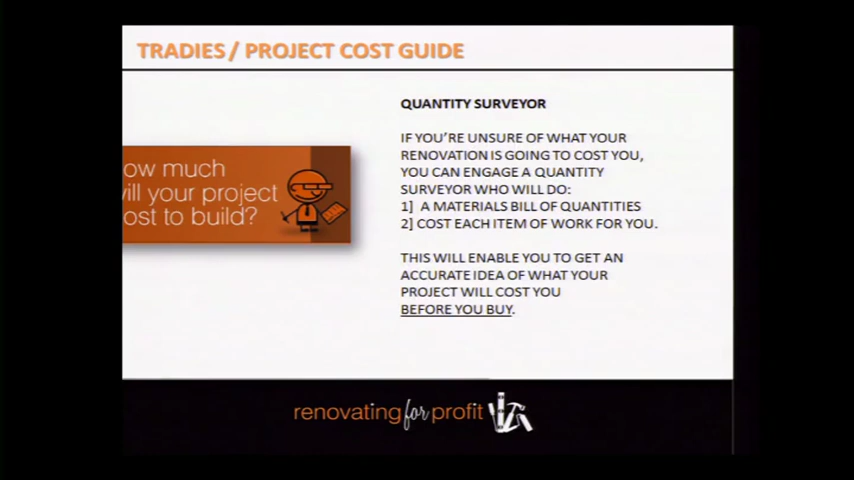 TRADIES / PROJECT COST GUIDE
ow much
ill your project
ost to build?
QUANTITY SURVEYOR
IF YOU'RE UNSURE OF WHAT YOUR
RENOVATION IS GOING TO COST YOU,
YOU CAN ENGAGE A QUANTITY
SURVEYOR WHO WILL DO:
1] A MATERIALS BILL OF QUANTITIES
2] COST EACH ITEM OF WORK FOR YOU.
THIS WILL ENABLE YOU TO GET AN
ACCURATE IDEA OF WHAT YOUR
PROJECT WILL COST YOU
BEFORE YOU BUY.
renovating for profit